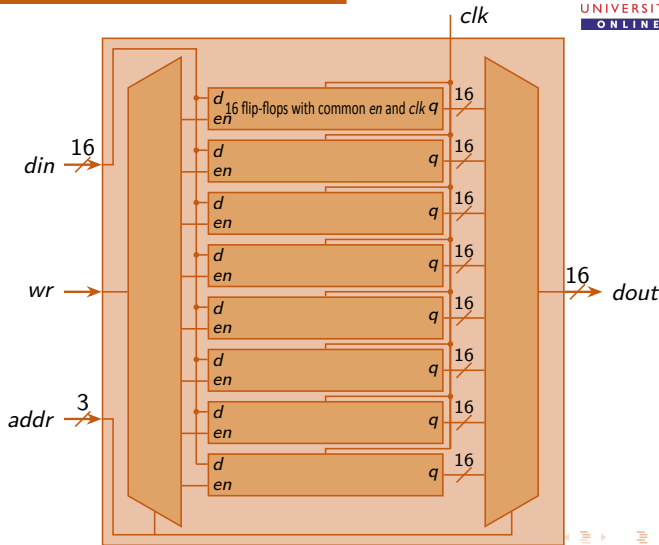 clk
UNIVERSIT
ONLINE
d
16 flip-flops with common en and clk
q
16
en
din
16
d
en
q
16
d
en
q
16
d
en
q
16
wr
16
dout
d
en
q
16
d
en
q
16
addr
3
d
en
q
16
d
en
q
16